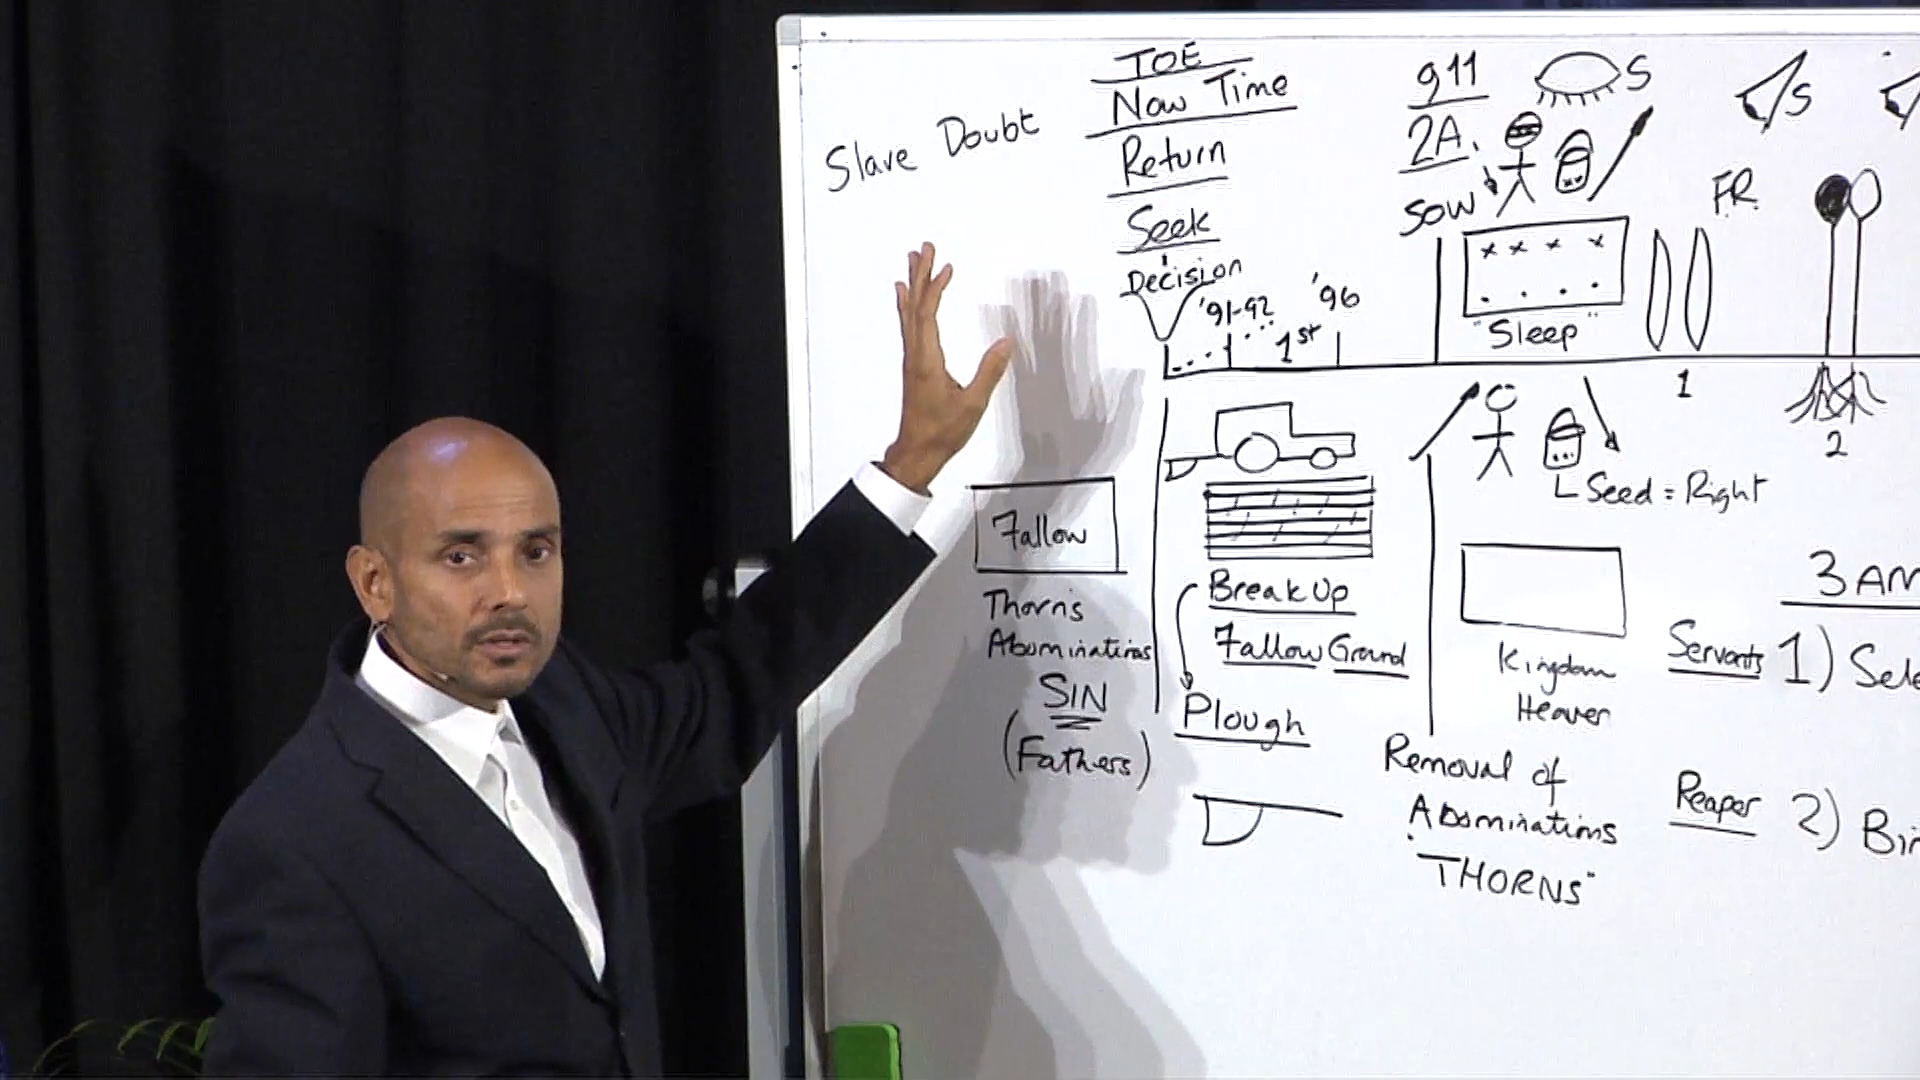 Slave Doubt
TOE
Now Time
Return
Seek
Decision
'91-92
1st
'96
911
2A.
SOW
S
S
"Sleep"
F.R.
1
2
Seed = Right
Fallow
Thorns
Abominations
SIN
(Fathers)
Break Up
Fallow Ground
Plough
Kingdom
Heaven
Removal of
Abominations
"THORNS"
3 AM
Servants 1) Sele
Reaper 2) Bin